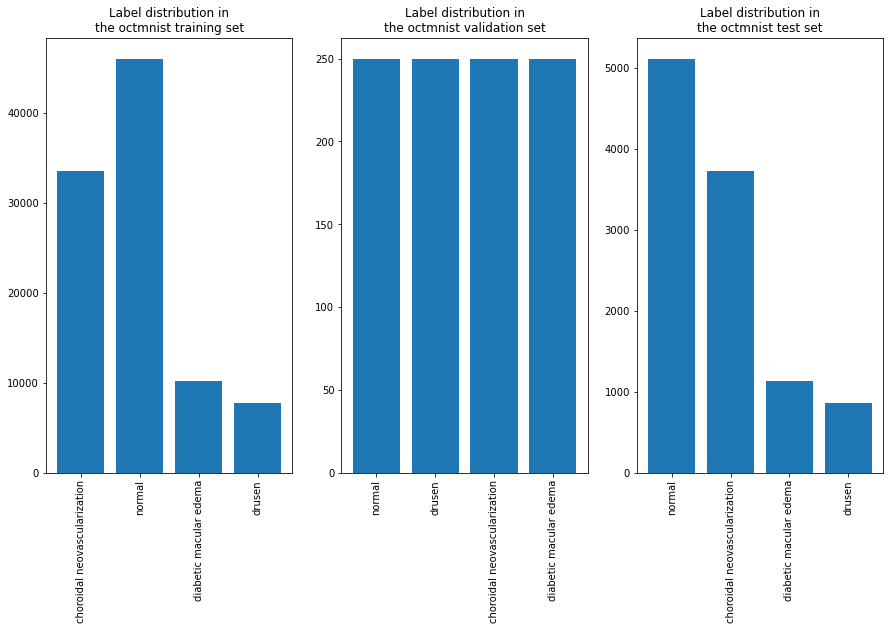 Label distribution in
the octmnist training set
40000
30000
20000
10000
0
choroidal neovascularization
normal
diabetic macular edema
drusen
Label distribution in
the octmnist validation set
250
200
150
100
50
0
normal
drusen
choroidal neovascularization
diabetic macular edema
Label distribution in
the octmnist test set
5000
4000
3000
2000
1000
0
normal
choroidal neovascularization
diabetic macular edema
drusen